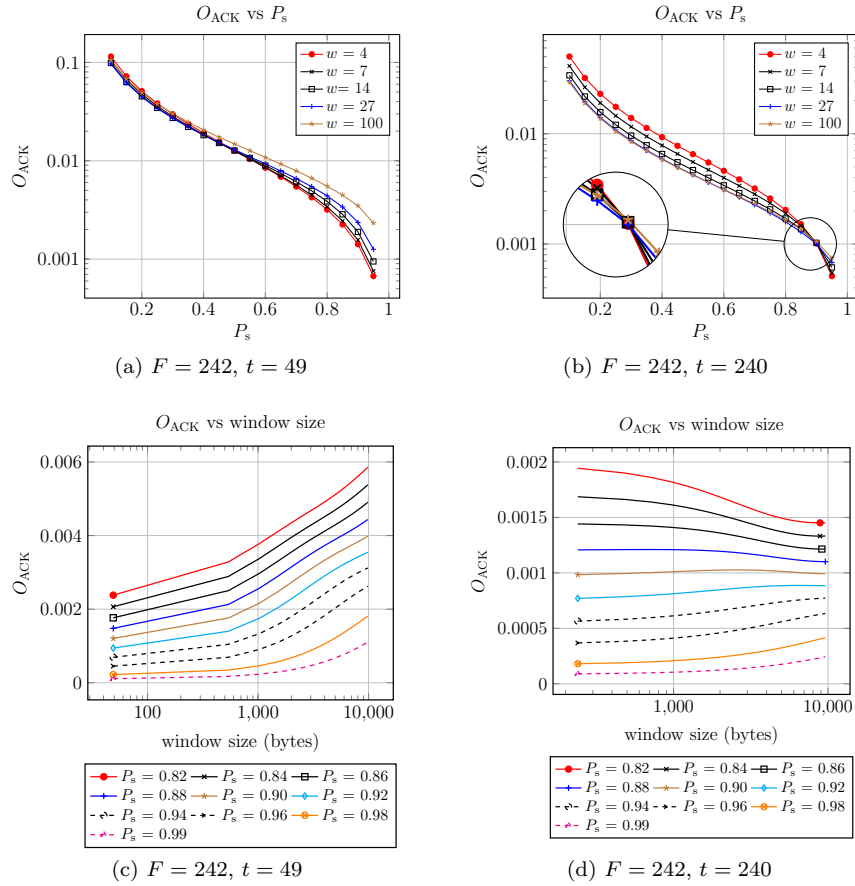 O_ACK vs P_s
0.1
0.01
0.001
O_ACK
w = 4
w = 7
w= 14
w = 27
w = 100
0.2
0.4
0.6
0.8
1
P_s
(a) F = 242, t = 49
O_ACK vs P_s
0.01
0.001
O_ACK
w = 4
w = 7
w = 14
w = 27
w = 100
0.2
0.4
0.6
0.8
1
P_s
(b) F = 242, t = 240
O_ACK vs window size
0.006
0.004
0.002
0
O_ACK
100
1,000
10,000
window size (bytes)
P_s = 0.82 P_s = 0.84 P_s = 0.86
P_s = 0.88 P_s = 0.90 P_s = 0.92
P_s = 0.94 P_s = 0.96 P_s = 0.98
P_s = 0.99
(c) F = 242, t = 49
O_ACK vs window size
0.002
0.0015
0.001
0.0005
0
O_ACK
1,000
10,000
window size (bytes)
P_s = 0.82 P_s = 0.84 P_s = 0.86
P_s = 0.88 P_s = 0.90 P_s = 0.92
P_s = 0.94 P_s = 0.96 P_s = 0.98
P_s = 0.99
(d) F = 242, t = 240